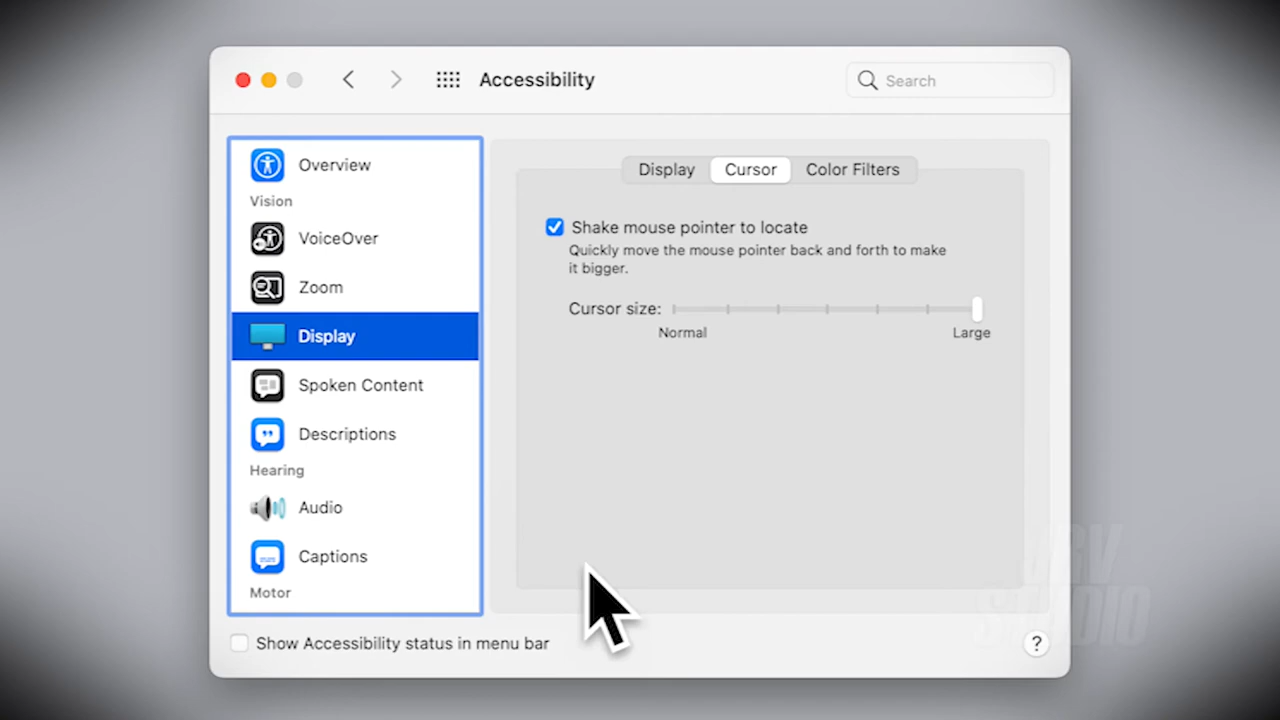 Accessibility
Search
Overview
Vision
VoiceOver
Zoom
Display
Spoken Content
Descriptions
Hearing
Audio
Captions
Motor
Display Cursor Color Filters
Shake mouse pointer to locate
Quickly move the mouse pointer back and forth to make
it bigger.
Cursor size:
Normal Large
Show Accessibility status in menu bar
?
STUDIO